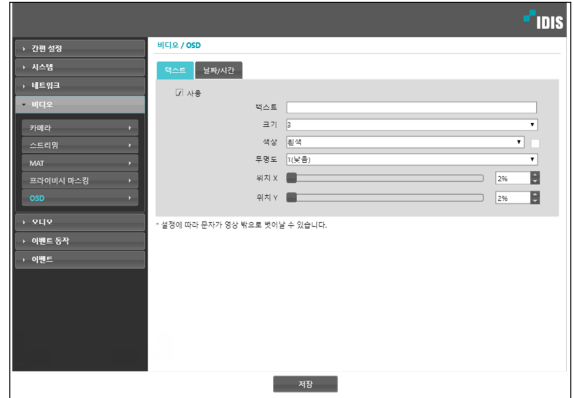 IDIS
간편 설정
시스템
네트워크
비디오
카메라
스트리밍
MAT
프라이버시 마스킹
OSD
오디오
이벤트 동작
이벤트
비디오 / OSD
텍스트 날짜/시간
사용
텍스트
크기 3
색상 흰색
투명도 1(낮음)
위치 X 2%
위치 Y 2%
* 설정에 따라 문자가 영상 밖으로 벗어날 수 있습니다.
저장